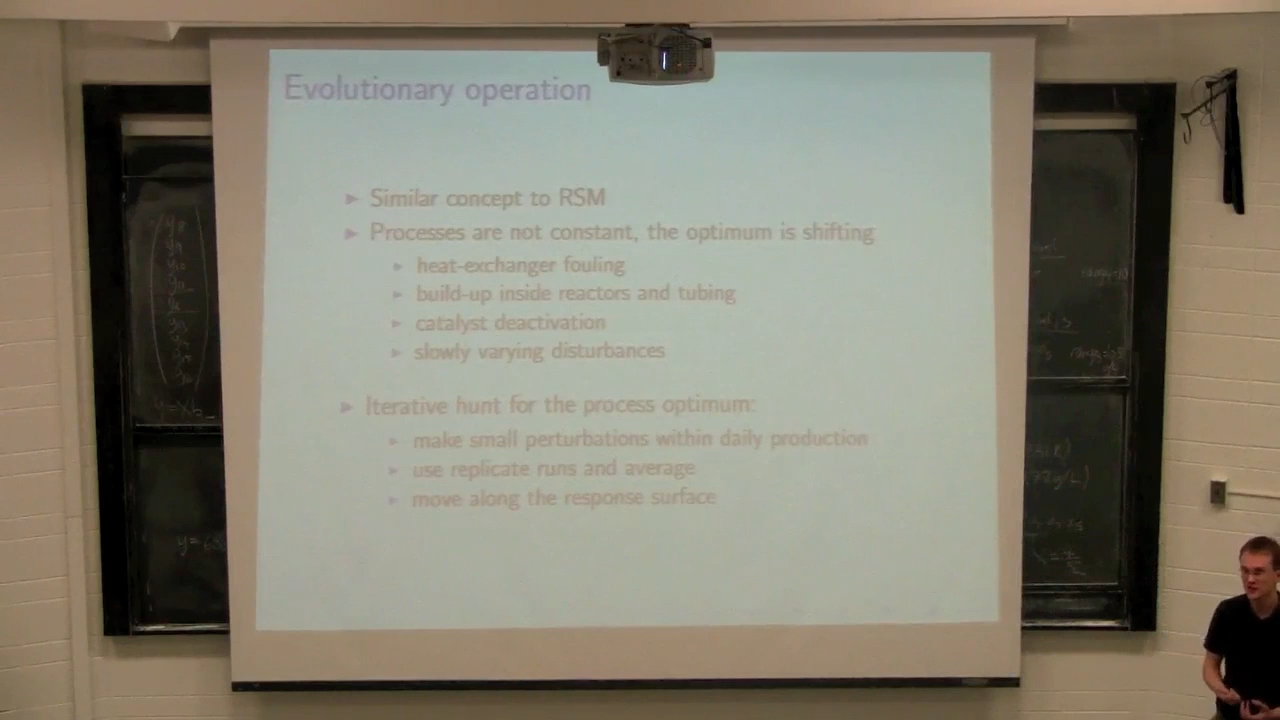 Evolutionary operation
Similar concept to RSM
Processes are not constant, the optimum is shifting
heat-exchanger fouling
build-up inside reactors and tubing
catalyst deactivation
slowly varying disturbances
Iterative hunt for the process optimum:
make small perturbations within daily production
use replicate runs and average
move along the response surface